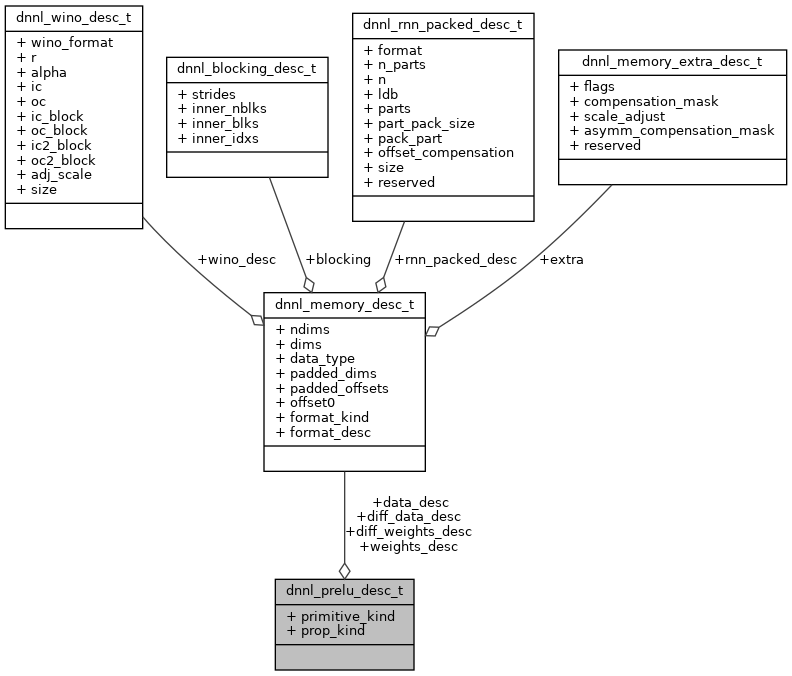 dnnl_wino_desc_t
+ wino_format
+ r
+ alpha
+ ic
+ oc
+ ic_block
+ oc_block
+ ic2_block
+ oc2_block
+ adj_scale
+ size
dnnl_blocking_desc_t
+ strides
+ inner_nblks
+ inner_blks
+ inner_idxs
dnnl_rnn_packed_desc_t
+ format
+ n_parts
+ n
+ ldb
+ parts
+ part_pack_size
+ pack_part
+ offset_compensation
+ size
+ reserved
dnnl_memory_extra_desc_t
+ flags
+ compensation_mask
+ scale_adjust
+ asymm_compensation_mask
+ reserved
+wino_desc
+blocking
+rnn_packed_desc
+extra
dnnl_memory_desc_t
+ ndims
+ dims
+ data_type
+ padded_dims
+ padded_offsets
+ offset0
+ format_kind
+ format_desc
+data_desc
+diff_data_desc
+diff_weights_desc
+weights_desc
dnnl_prelu_desc_t
+ primitive_kind
+ prop_kind